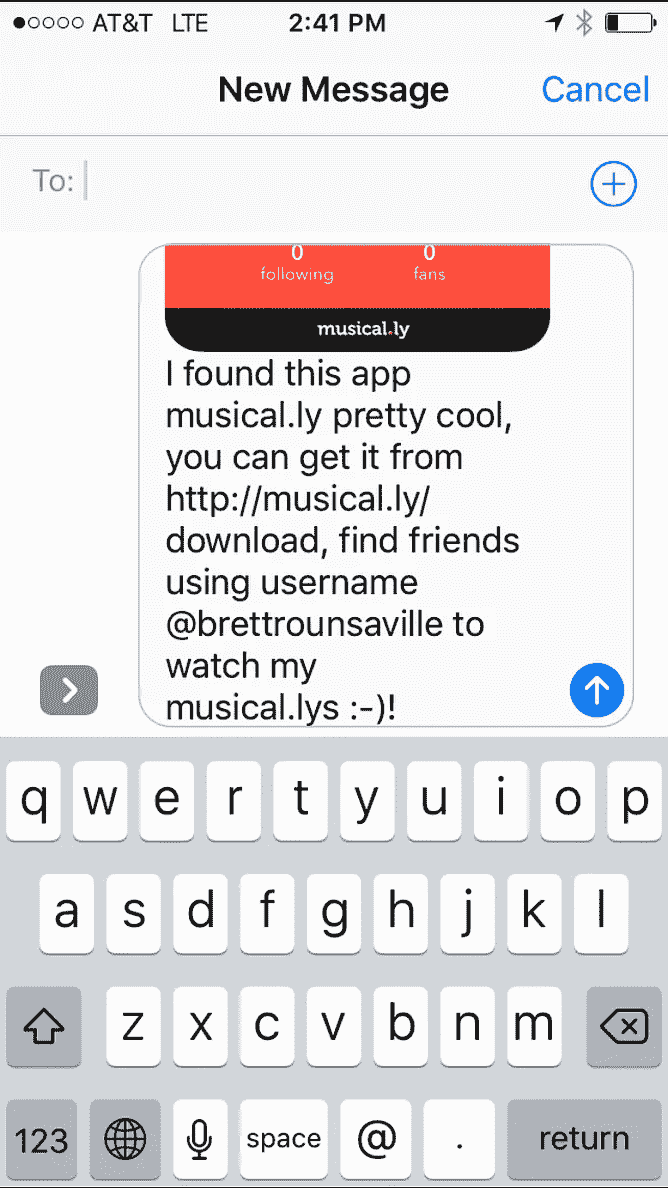 AT&T LTE 2:41 PM
New Message Cancel
To:
0 0
following fans
musical.ly
I found this app
musical.ly pretty cool,
you can get it from
http://musical.ly/
download, find friends
using username
@brettrounsaville to
watch my
musical.lys :-)!
q w e r t y u i o p
a s d f g h j k l
z x c v b n m
123 space @ . return